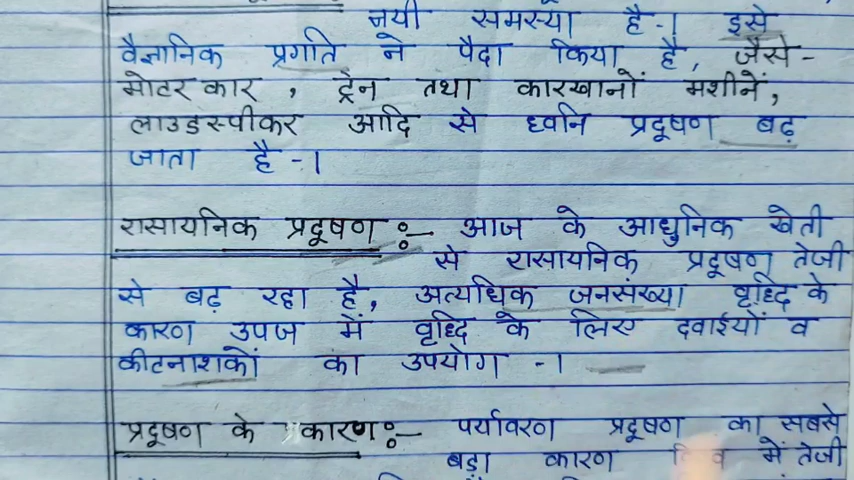 नयी समस्या है-। इसे
वैज्ञानिक प्रगति ने पैदा किया है, जैसे-
मोटर कार, ट्रेन तथा कारखानों मशीनें,
लाउडस्पीकर आदि से ध्वनि प्रदूषण बढ़
जाता है-।
रासायनिक प्रदूषण :- आज के आधुनिक खेती
से रासायनिक प्रदूषण तेजी
से बढ़ रहा है, अत्यधिक जनसंख्या वृध्दि के
कारण उपज में वृध्दि के लिए दवाईयों व
कीटनाशकों का उपयोग -।
प्रदूषण के कारण:- पर्यावरण प्रदूषण का सबसे
बड़ा कारण में तेजी